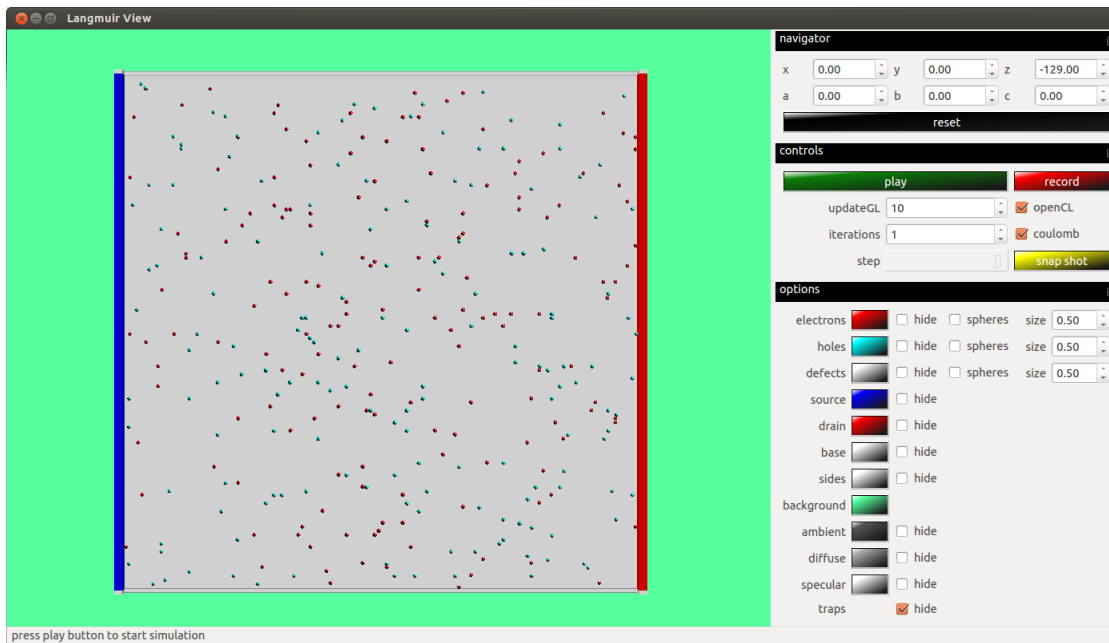 Langmuir View
navigator
x 0.00 y 0.00 z -129.00
a 0.00 b 0.00 c 0.00
reset
controls
play record
updateGL 10 openCL
iterations 1 coulomb
step snap shot
options
electrons hide spheres size 0.50
holes hide spheres size 0.50
defects hide spheres size 0.50
source hide
drain hide
base hide
sides hide
background
ambient hide
diffuse hide
specular hide
traps hide
press play button to start simulation